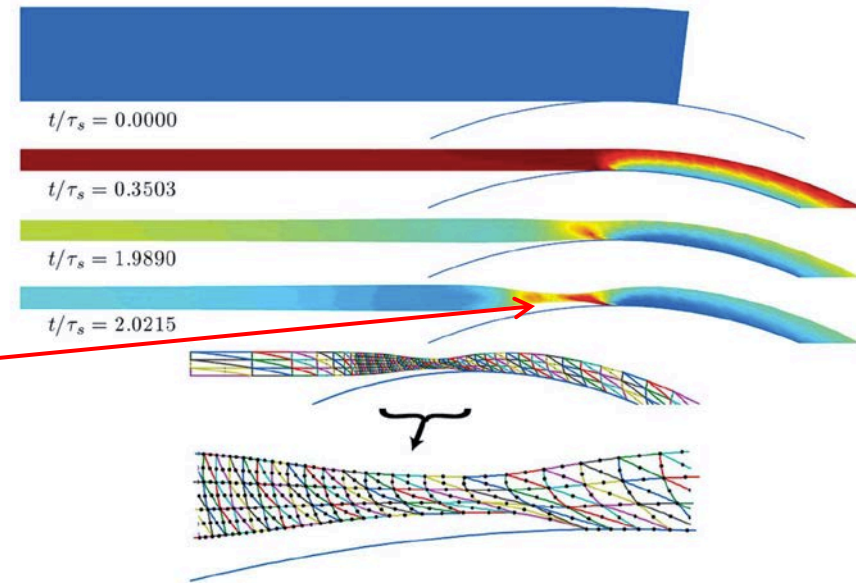 t/τ_s = 0.0000
t/τ_s = 0.3503
t/τ_s = 1.9890
t/τ_s = 2.0215